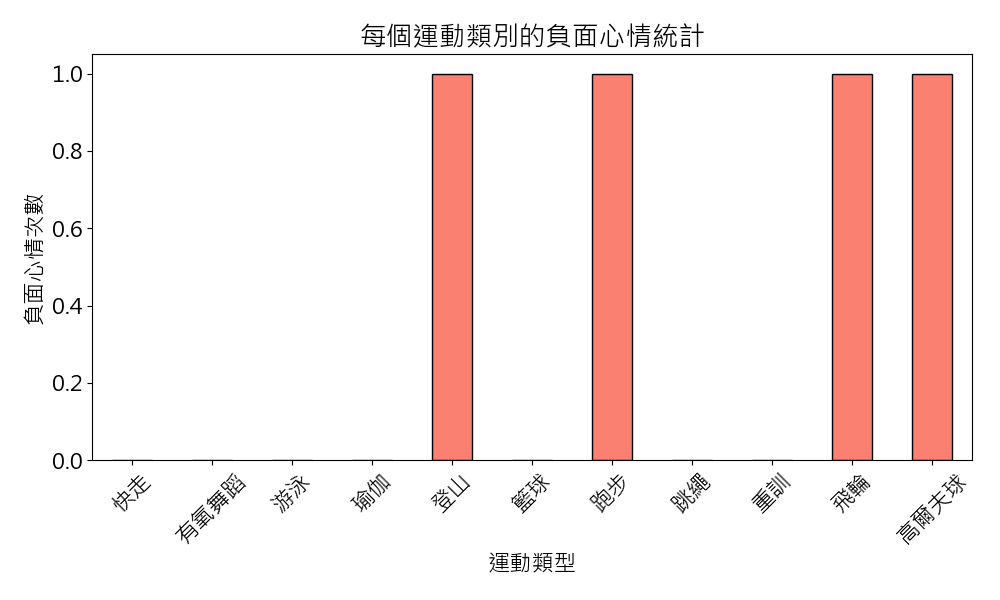 每個運動類別的負面心情統計
負面心情次數
1.0
0.8
0.6
0.4
0.2
0.0
快走
有氧舞蹈
游泳
瑜伽
登山
籃球
跑步
跳繩
重訓
飛輪
高爾夫球
運動類型